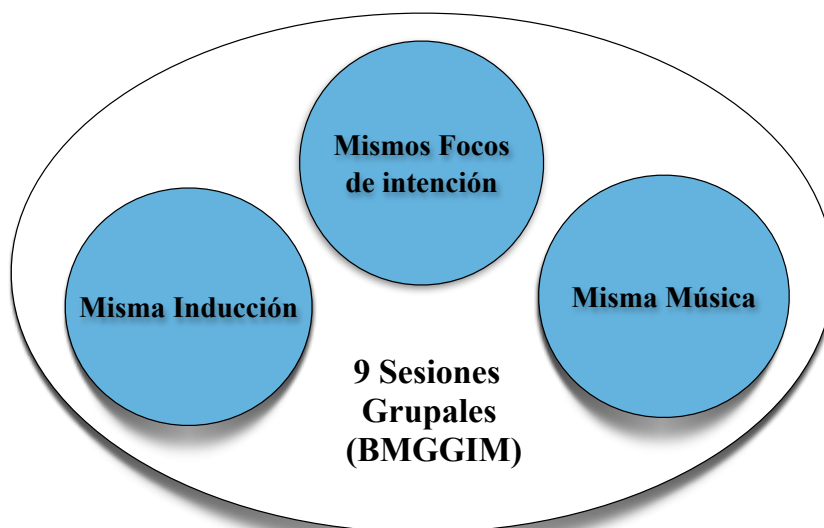 Mismos Focos
de intención
Misma Inducción
Misma Música
9 Sesiones
Grupales
(BMGGIM)